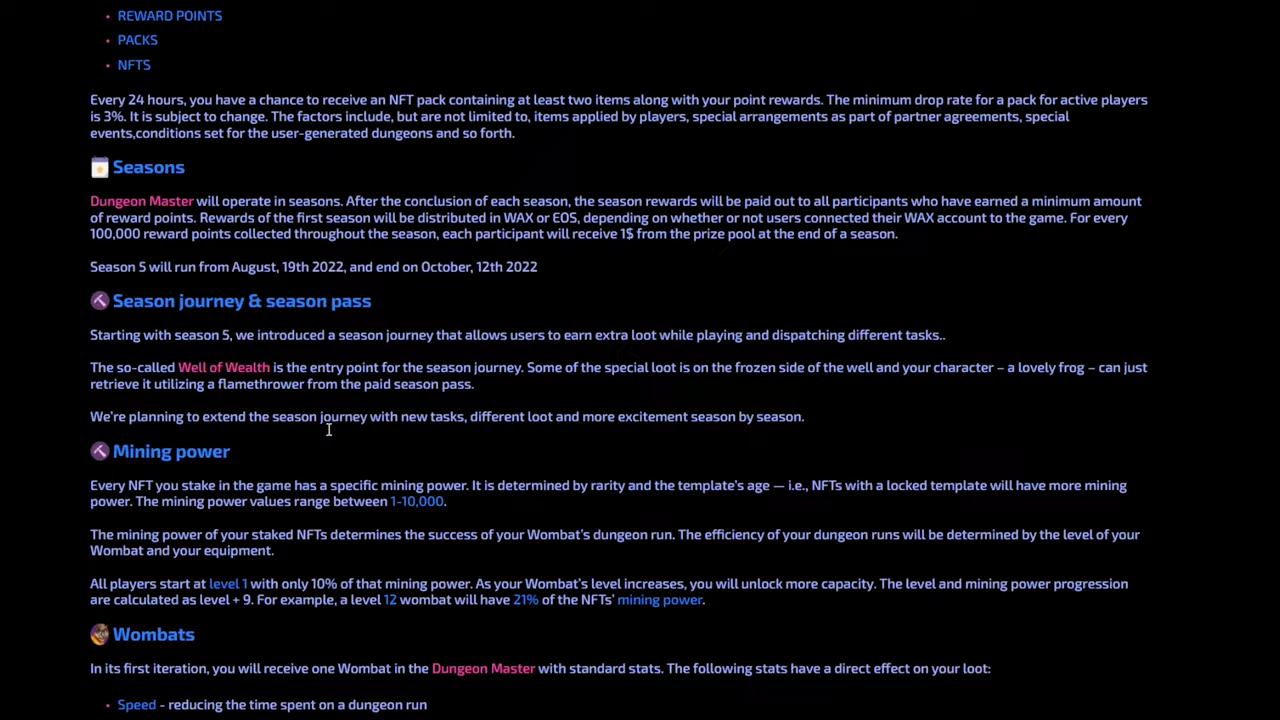 REWARD POINTS
PACKS
NFTS
Every 24 hours, you have a chance to receive an NFT pack containing at least two items along with your point rewards. The minimum drop rate for a pack for active players
is 3%. It is subject to change. The factors include, but are not limited to, items applied by players, special arrangements as part of partner agreements, special
events,conditions set for the user-generated dungeons and so forth.
Seasons
Dungeon Master will operate in seasons. After the conclusion of each season, the season rewards will be paid out to all participants who have earned a minimum amount
of reward points. Rewards of the first season will be distributed in WAX or EOS, depending on whether or not users connected their WAX account to the game. For every
100,000 reward points collected throughout the season, each participant will receive 1$ from the prize pool at the end of a season.
Season 5 will run from August, 19th 2022, and end on October, 12th 2022
Season journey & season pass
Starting with season 5, we introduced a season journey that allows users to earn extra loot while playing and dispatching different tasks..
The so-called Well of Wealth is the entry point for the season journey. Some of the special loot is on the frozen side of the well and your character – a lovely frog – can just
retrieve it utilizing a flamethrower from the paid season pass.
We're planning to extend the season journey with new tasks, different loot and more excitement season by season.
Mining power
Every NFT you stake in the game has a specific mining power. It is determined by rarity and the template's age — i.e., NFTs with a locked template will have more mining
power. The mining power values range between 1-10,000.
The mining power of your staked NFTs determines the success of your Wombat's dungeon run. The efficiency of your dungeon runs will be determined by the level of your
Wombat and your equipment.
All players start at level 1 with only 10% of that mining power. As your Wombat's level increases, you will unlock more capacity. The level and mining power progression
are calculated as level + 9. For example, a level 12 wombat will have 21% of the NFTs' mining power.
Wombats
In its first iteration, you will receive one Wombat in the Dungeon Master with standard stats. The following stats have a direct effect on your loot:
Speed - reducing the time spent on a dungeon run